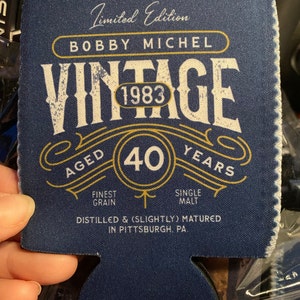 Limited Edition
BOBBY MICHEL
VINTAGE
1983
AGED 40 YEARS
FINEST GRAIN
SINGLE MALT
DISTILLED & (SLIGHTLY) MATURED
IN PITTSBURGH, PA